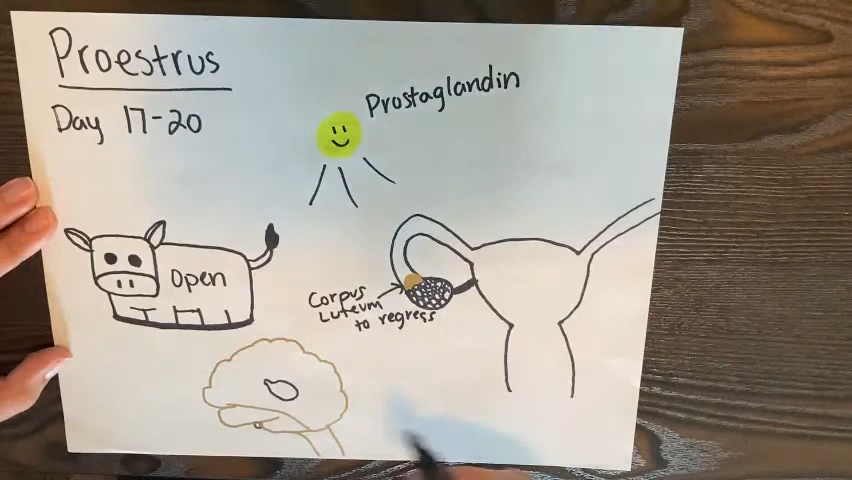 Proestrus
Day 17-20
Prostaglandin
Open
Corpus
Luteum
to regress